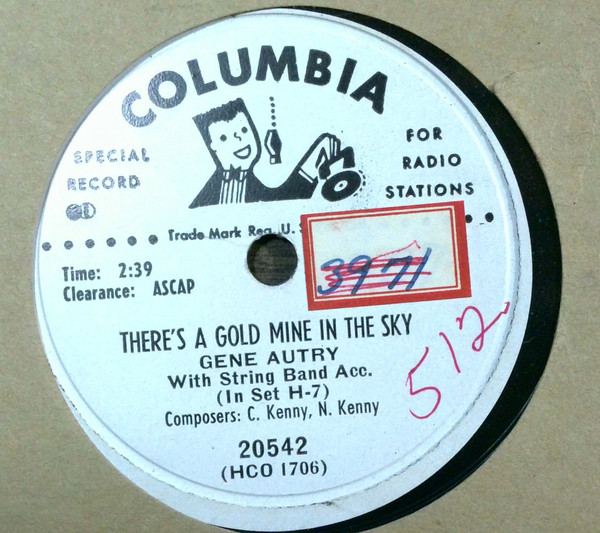 COLUMBIA
SPECIAL
RECORD
FOR
RADIO
STATIONS
Trade Mark Reg. U. S
Time: 2:39
Clearance: ASCAP
3971
THERE'S A GOLD MINE IN THE SKY
GENE AUTRY
With String Band Acc.
(In Set H-7)
Composers: C. Kenny, N. Kenny
512
20542
(HCO 1706)